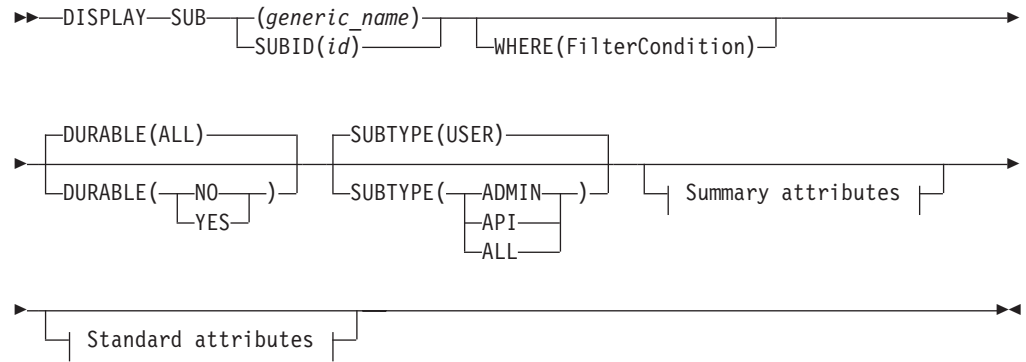 DISPLAY SUB (generic_name)
SUBID(id) WHERE(FilterCondition)
DURABLE(ALL) SUBTYPE(USER)
DURABLE( NO ) SUBTYPE( ADMIN ) Summary attributes
YES API
ALL
Standard attributes